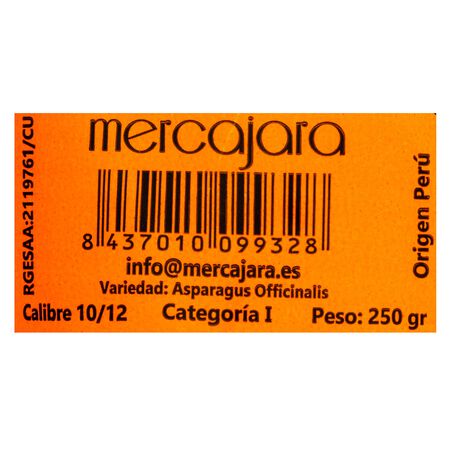 mercajara
8 437010 099328
info@mercajara.es
Variedad: Asparagus Officinalis
Calibre 10/12 Categoría I Peso: 250 gr
RGESAA:2119761/CU
Origen Perú